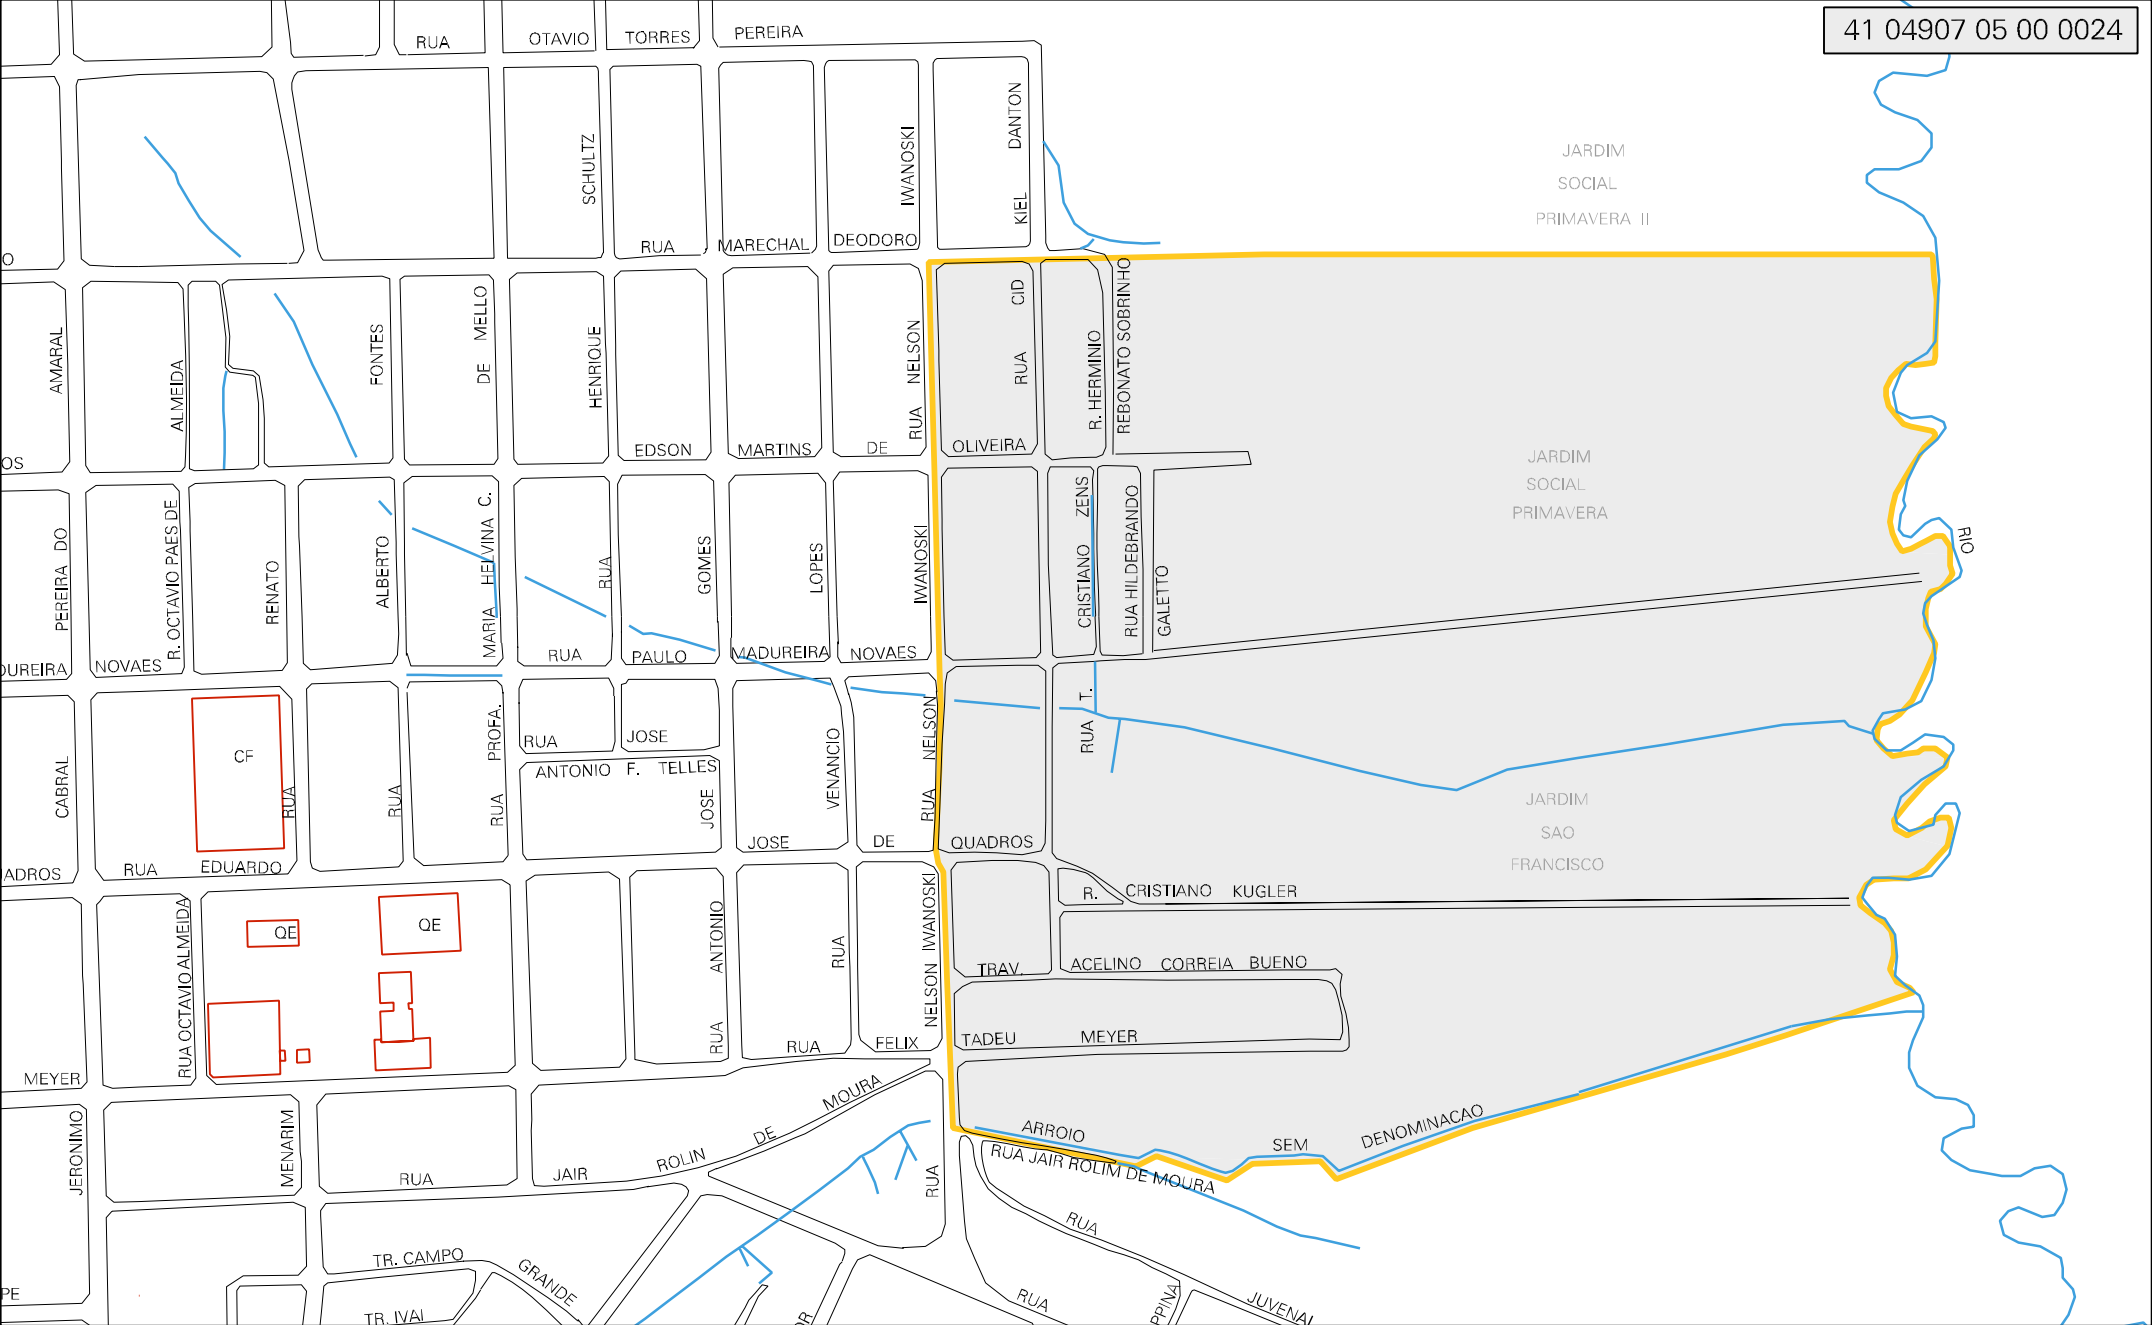 41 04907 05 00 0024
RUA OTAVIO TORRES PEREIRA
SCHULTZ
IWANOSKI
KIEL DANTON
JARDIM
SOCIAL
PRIMAVERA II
O
RUA MARECHAL DEODORO
AMARAL
ALMEIDA
FONTES
DE MELLO
HENRIQUE
RUA NELSON
RUA CID
R. HERMINIO
REBONATO SOBRINHO
OS
EDSON MARTINS DE OLIVEIRA
JARDIM
SOCIAL
PRIMAVERA
PEREIRA DO
R. OCTAVIO PAES DE
RENATO
ALBERTO
MARIA HELVINA C.
RUA
GOMES
LOPES
IWANOSKI
CRISTIANO ZENS
RUA HILDEBRANDO
GALETTO
RIO
DUREIRA NOVAES
RUA PAULO MADUREIRA NOVAES
CABRAL
CF
RUA
RUA
RUA PROFA.
RUA JOSE
ANTONIO F. TELLES
JOSE
VENANCIO
RUA NELSON
RUA T.
JARDIM
SAO
FRANCISCO
ADROS RUA EDUARDO
JOSE DE QUADROS
R. CRISTIANO KUGLER
RUA OCTAVIO ALMEIDA
QE
QE
RUA ANTONIO
RUA
NELSON IWANOSKI
TRAV. ACELINO CORREIA BUENO
MEYER
RUA FELIX TADEU MEYER
JERONIMO
MENARIM
RUA JAIR ROLIN DE MOURA
RUA
ARROIO SEM DENOMINACAO
RUA JAIR ROLIM DE MOURA
RUA
TR. CAMPO GRANDE
PE
TR. IVAI
OR
RUA
PPINA
JUVENAL